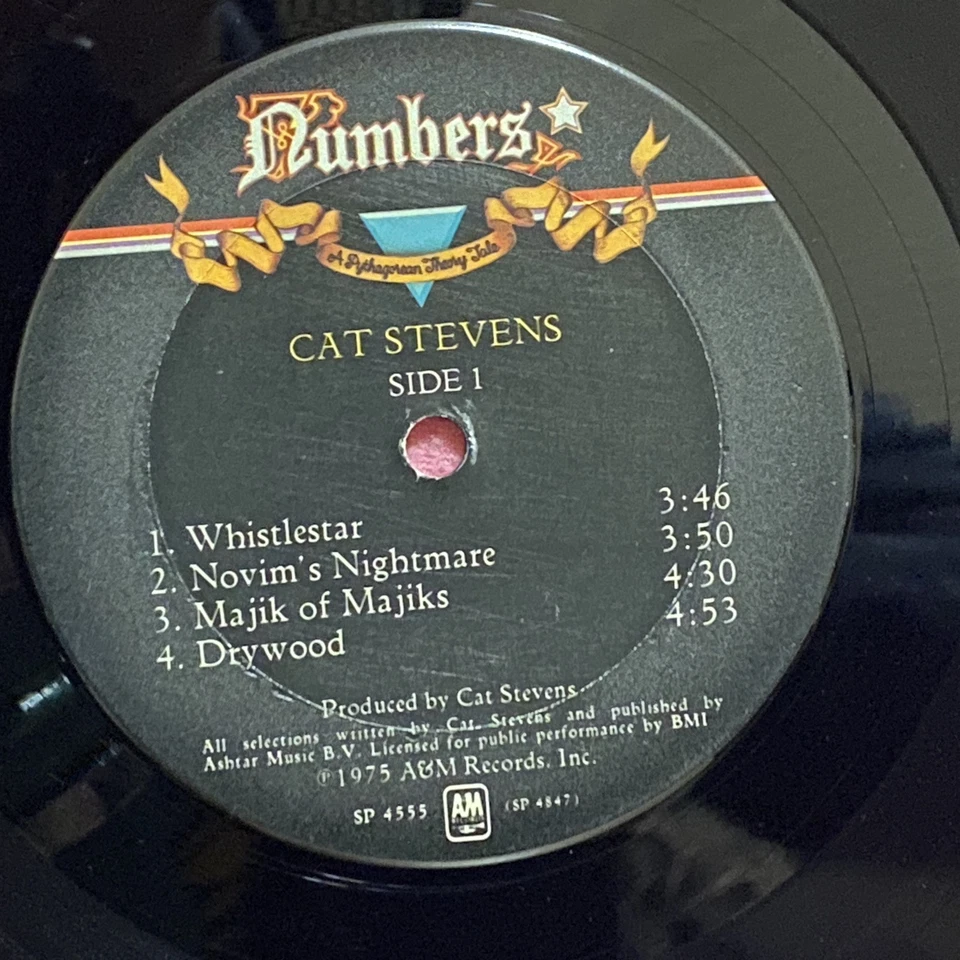 Numbers
A Pythagorean Theory Tale
CAT STEVENS
SIDE 1
1. Whistlestar 3:46
2. Novim's Nightmare 3:50
3. Majik of Majiks 4:30
4. Drywood 4:53
Produced by Cat Stevens
All selections written by Cat Stevens and published by
Ashtar Music B.V. Licensed for public performance by BMI
℗1975 A&M Records, Inc.
SP 4555 A&M RECORDS (SP 4847)